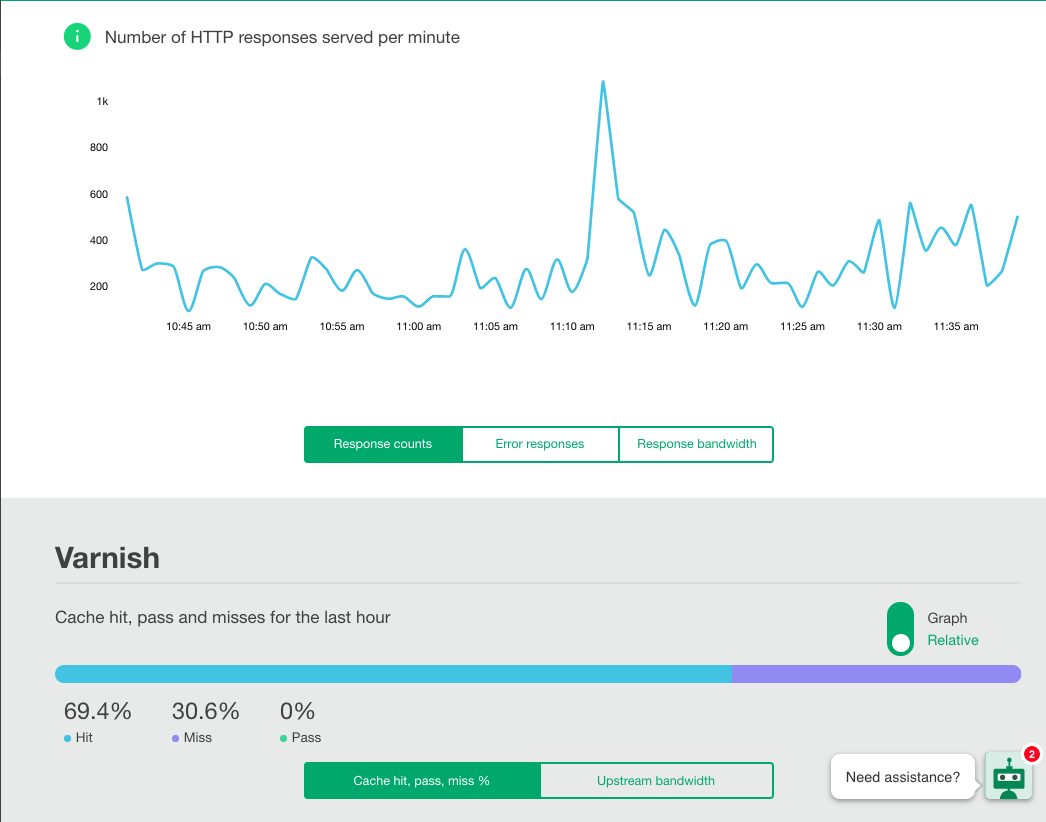 Number of HTTP responses served per minute
1k
800
600
400
200
10:45 am 10:50 am 10:55 am 11:00 am 11:05 am 11:10 am 11:15 am 11:20 am 11:25 am 11:30 am 11:35 am
Response counts Error responses Response bandwidth
Varnish
Cache hit, pass and misses for the last hour
Graph
Relative
69.4% 30.6% 0%
Hit Miss Pass
Cache hit, pass, miss % Upstream bandwidth
Need assistance?
2